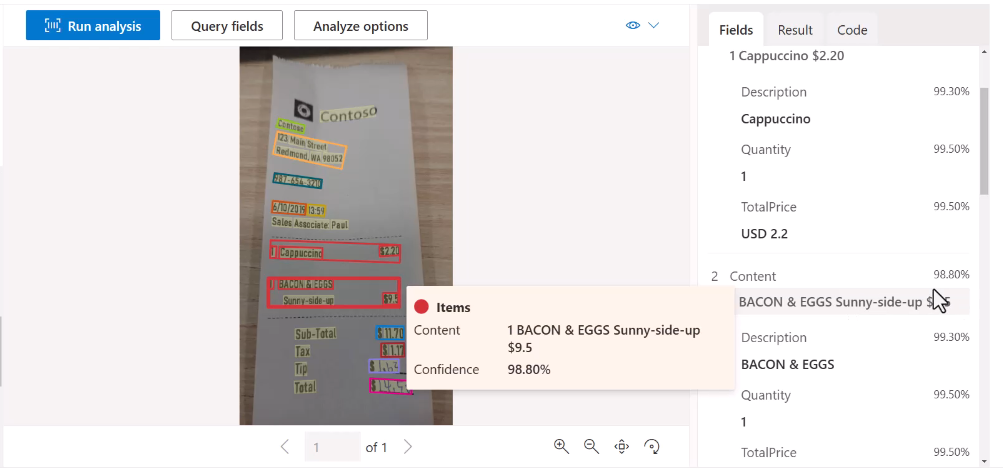 Run analysis
Query fields
Analyze options
Fields
Result
Code
Contoso
Contoso
123 Main Street
Redmond, WA 98052
987-654-3210
6/10/2019 13:59
Sales Associate: Paul
1 Cappuccino $2.20
1 BACON & EGGS
Sunny-side-up $9.5
Sub-Total $ 11.70
Tax $ 1.17
Tip
Total
Items
Content 1 BACON & EGGS Sunny-side-up
$9.5
Confidence 98.80%
1
of 1
1 Cappuccino $2.20
Description 99.30%
Cappuccino
Quantity 99.50%
1
TotalPrice 99.50%
USD 2.2
2 Content 98.80%
BACON & EGGS Sunny-side-up
Description 99.30%
BACON & EGGS
Quantity 99.50%
1
TotalPrice 99.50%